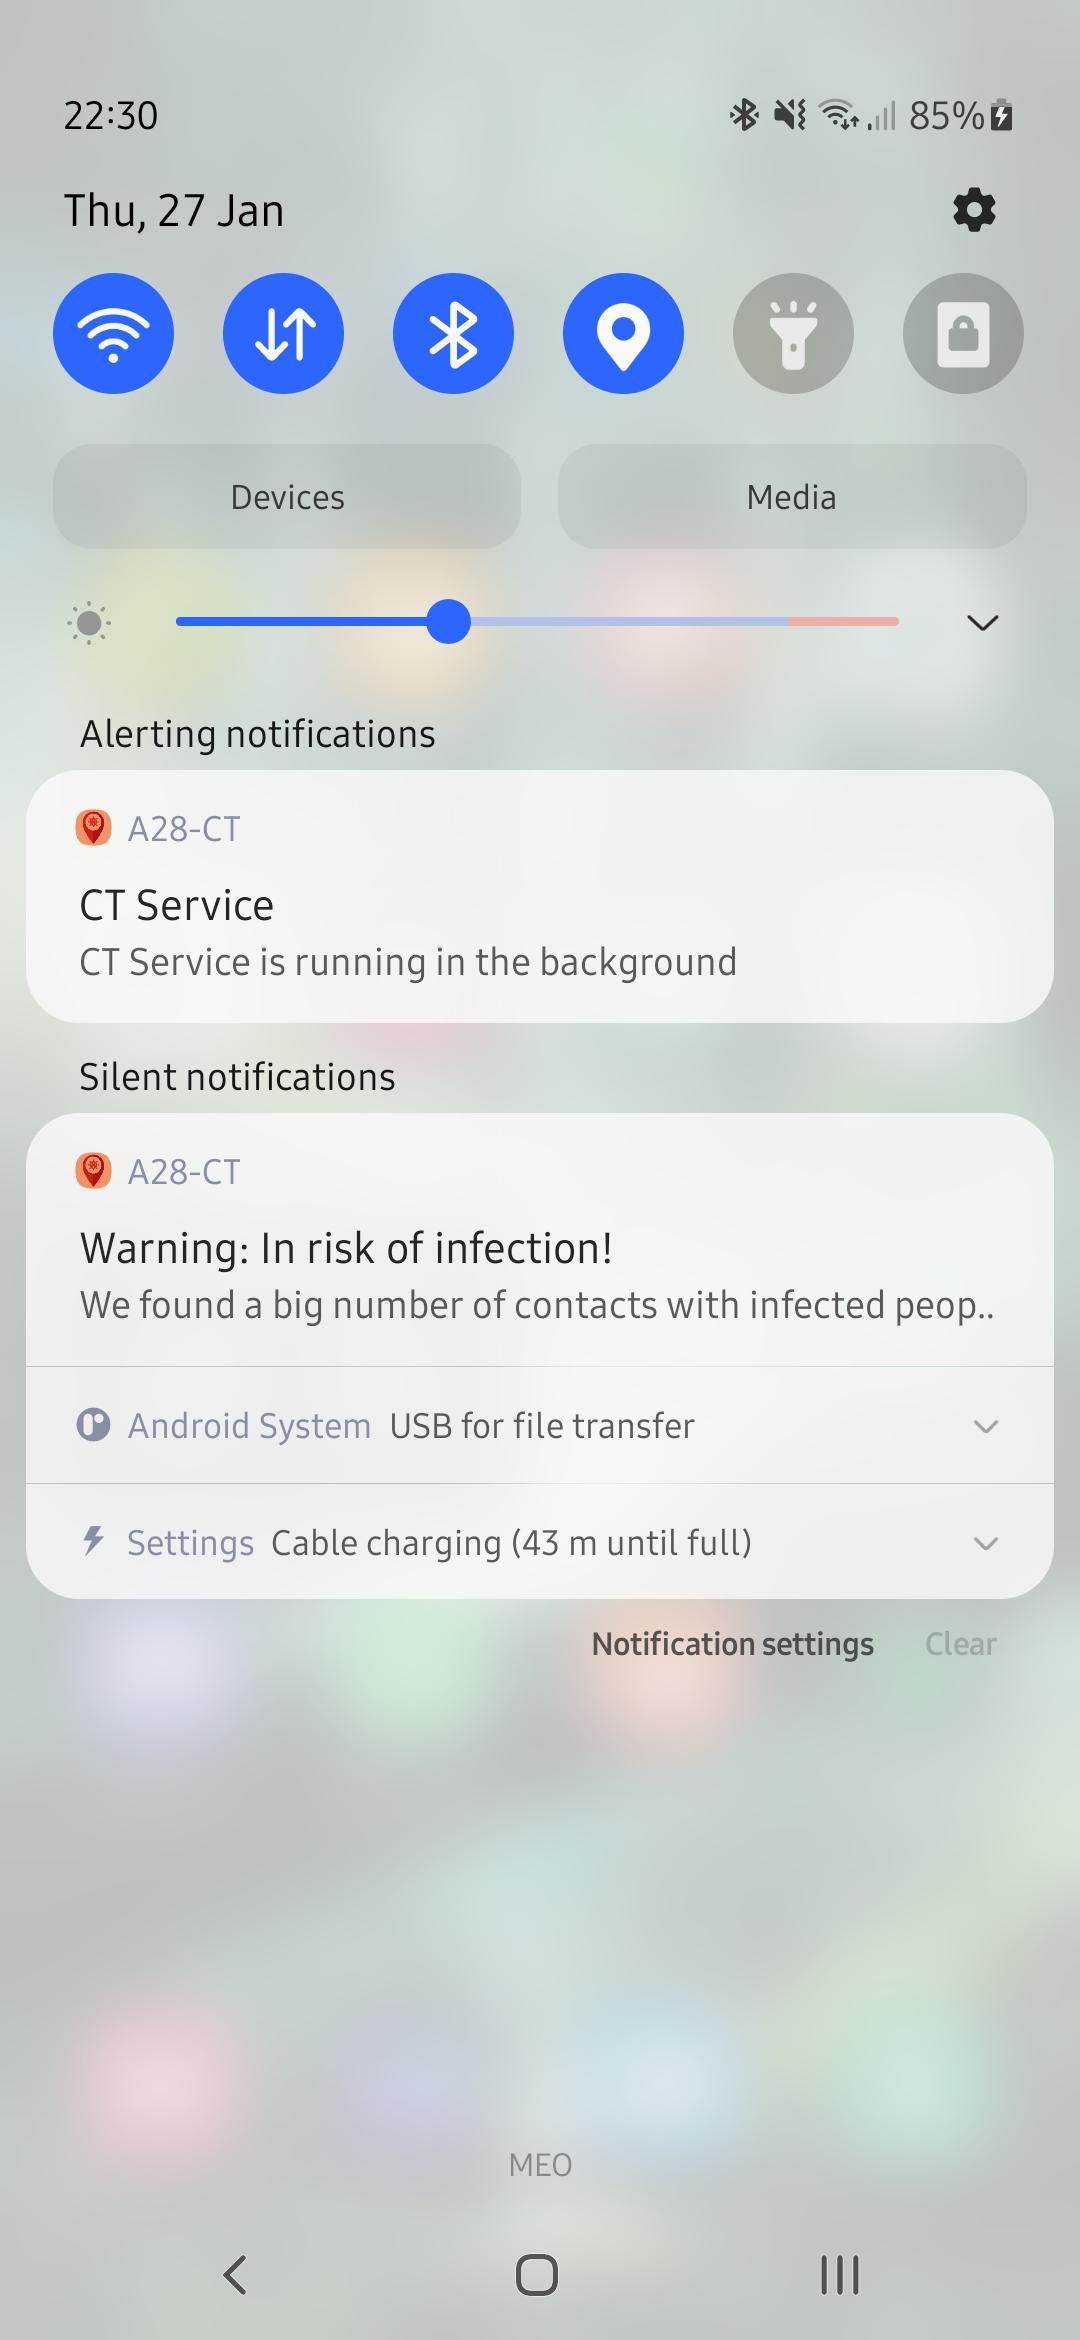 22:30
85%
Thu, 27 Jan
Devices
Media
Alerting notifications
A28-CT
CT Service
CT Service is running in the background
Silent notifications
A28-CT
Warning: In risk of infection!
We found a big number of contacts with infected peop..
Android System USB for file transfer
Settings Cable charging (43 m until full)
Notification settings Clear
MEO